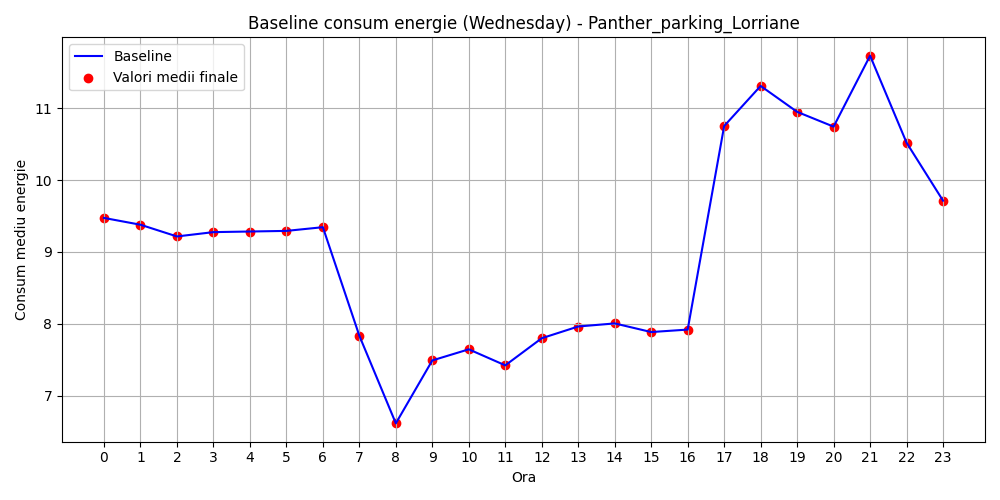 Baseline consum energie (Wednesday) - Panther_parking_Lorriane
Baseline
Valori medii finale
Consum mediu energie
11
10
9
8
7
0 1 2 3 4 5 6 7 8 9 10 11 12 13 14 15 16 17 18 19 20 21 22 23
Ora